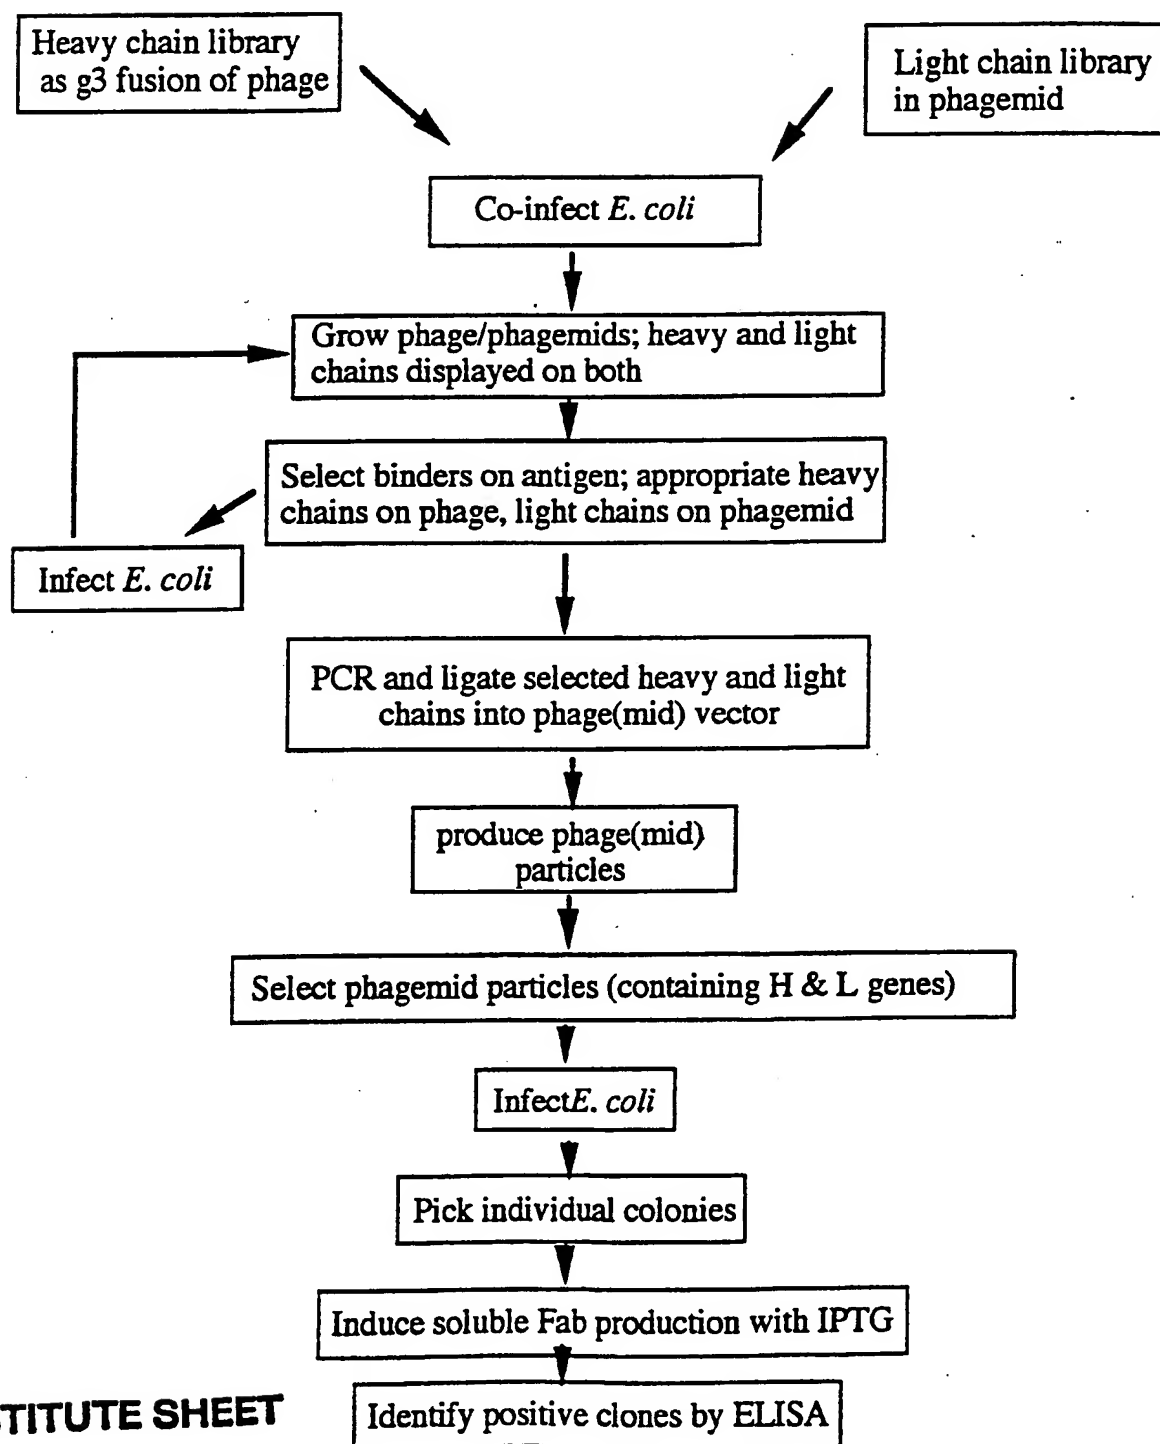 Heavy chain library
as g3 fusion of phage
Light chain library
in phagemid
Co-infect E. coli
Grow phage/phagemids; heavy and light
chains displayed on both
Select binders on antigen; appropriate heavy
chains on phage, light chains on phagemid
Infect E. coli
PCR and ligate selected heavy and light
chains into phage(mid) vector
produce phage(mid)
particles
Select phagemid particles (containing H & L genes)
InfectE. coli
Pick individual colonies
Induce soluble Fab production with IPTG
Identify positive clones by ELISA
TITUTE SHEET